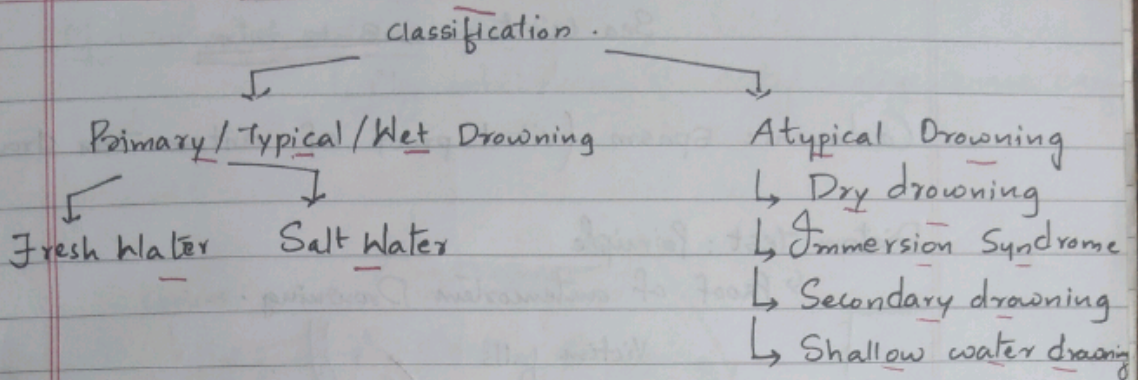 Classification.
Primary/Typical/Wet Drowning
Atypical Drowning
Fresh Water
Salt Water
↳ Dry drowning
↳ Immersion Syndrome
↳ Secondary drowning
↳ Shallow water drowning